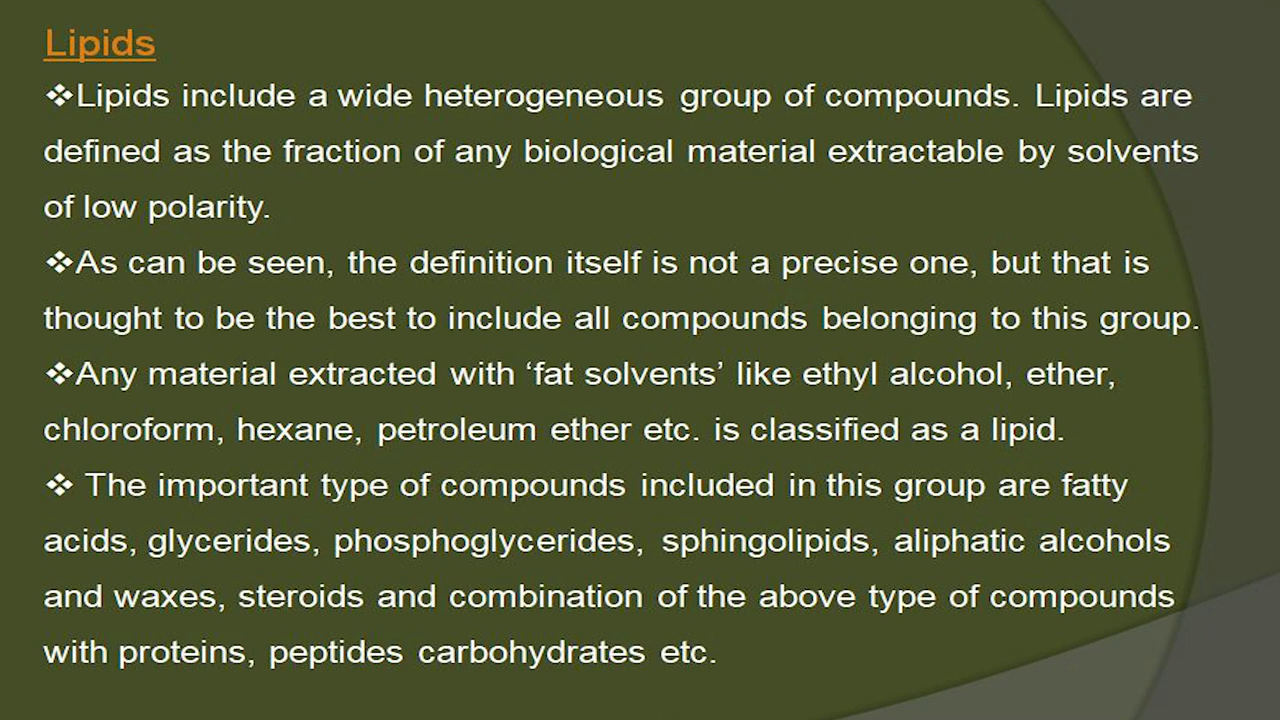 Lipids
❖Lipids include a wide heterogeneous group of compounds. Lipids are
defined as the fraction of any biological material extractable by solvents
of low polarity.
❖As can be seen, the definition itself is not a precise one, but that is
thought to be the best to include all compounds belonging to this group.
❖Any material extracted with ‘fat solvents’ like ethyl alcohol, ether,
chloroform, hexane, petroleum ether etc. is classified as a lipid.
❖ The important type of compounds included in this group are fatty
acids, glycerides, phosphoglycerides, sphingolipids, aliphatic alcohols
and waxes, steroids and combination of the above type of compounds
with proteins, peptides carbohydrates etc.